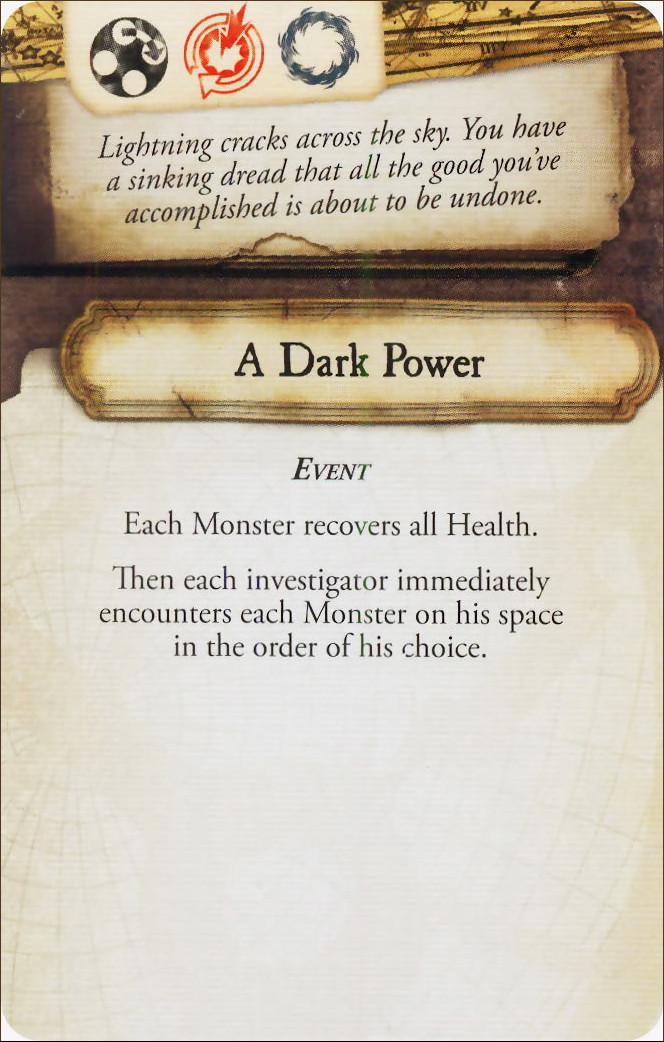 Lightning cracks across the sky. You have
a sinking dread that all the good you've
accomplished is about to be undone.
A Dark Power
Event
Each Monster recovers all Health.
Then each investigator immediately
encounters each Monster on his space
in the order of his choice.